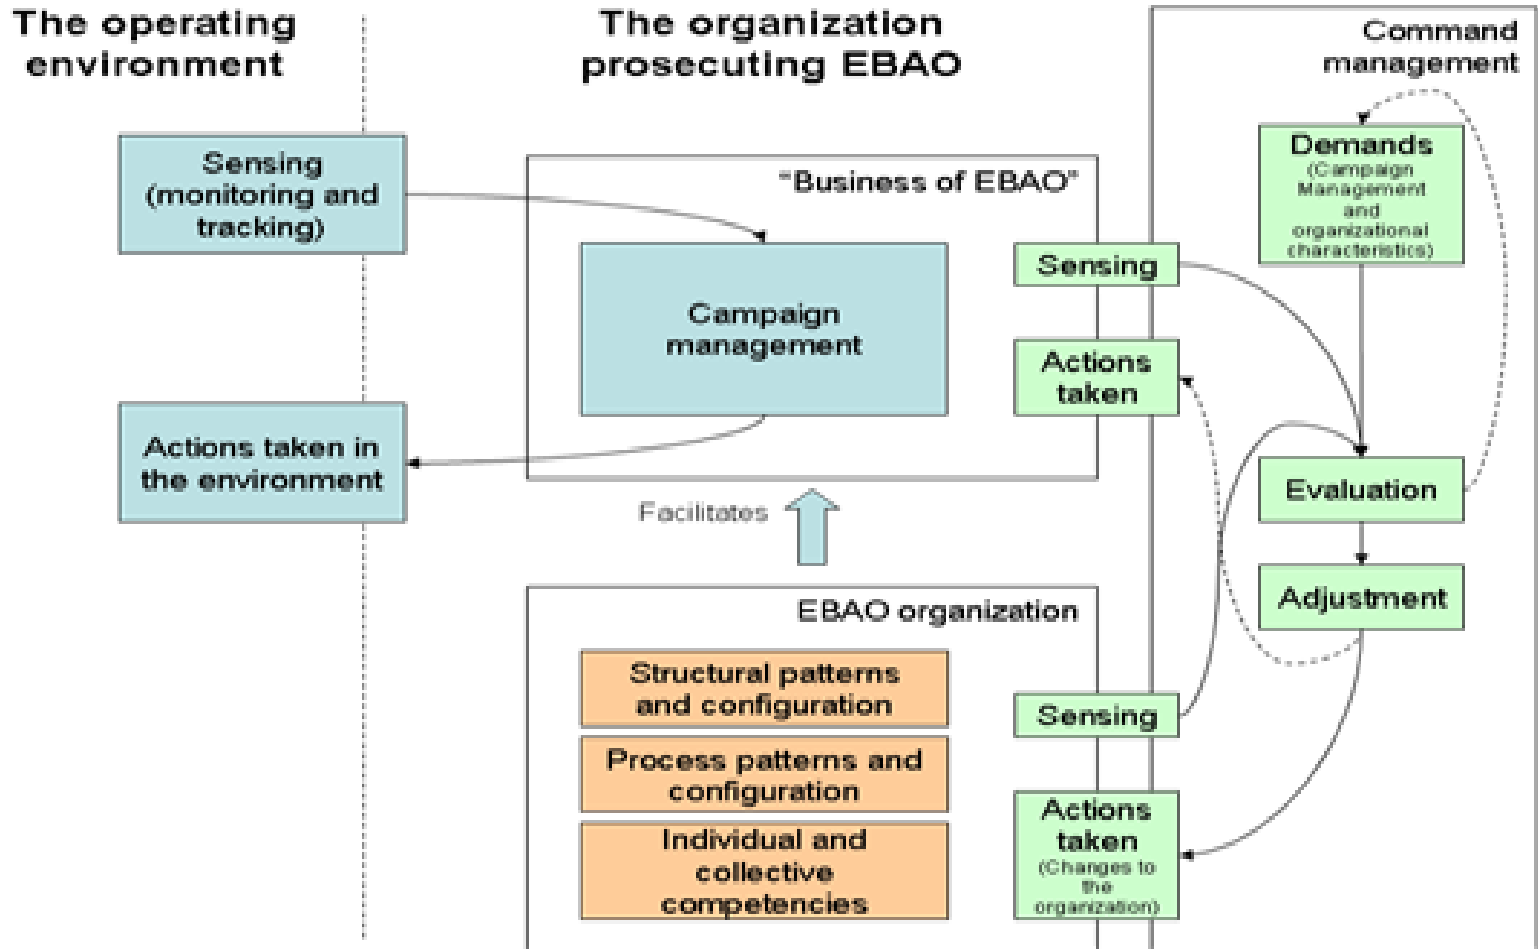 The operating
environment
The organization
prosecuting EBAO
Command
management
Sensing
(monitoring and
tracking)
Actions taken in
the environment
"Business of EBAO"
Campaign
management
Sensing
Actions
taken
Facilitates
EBAO organization
Structural patterns
and configuration
Process patterns and
configuration
Individual and
collective
competencies
Sensing
Actions
taken
(Changes to
the
organization)
Demands
(Campaign
Management
and
organizational
characteristics)
Evaluation
Adjustment